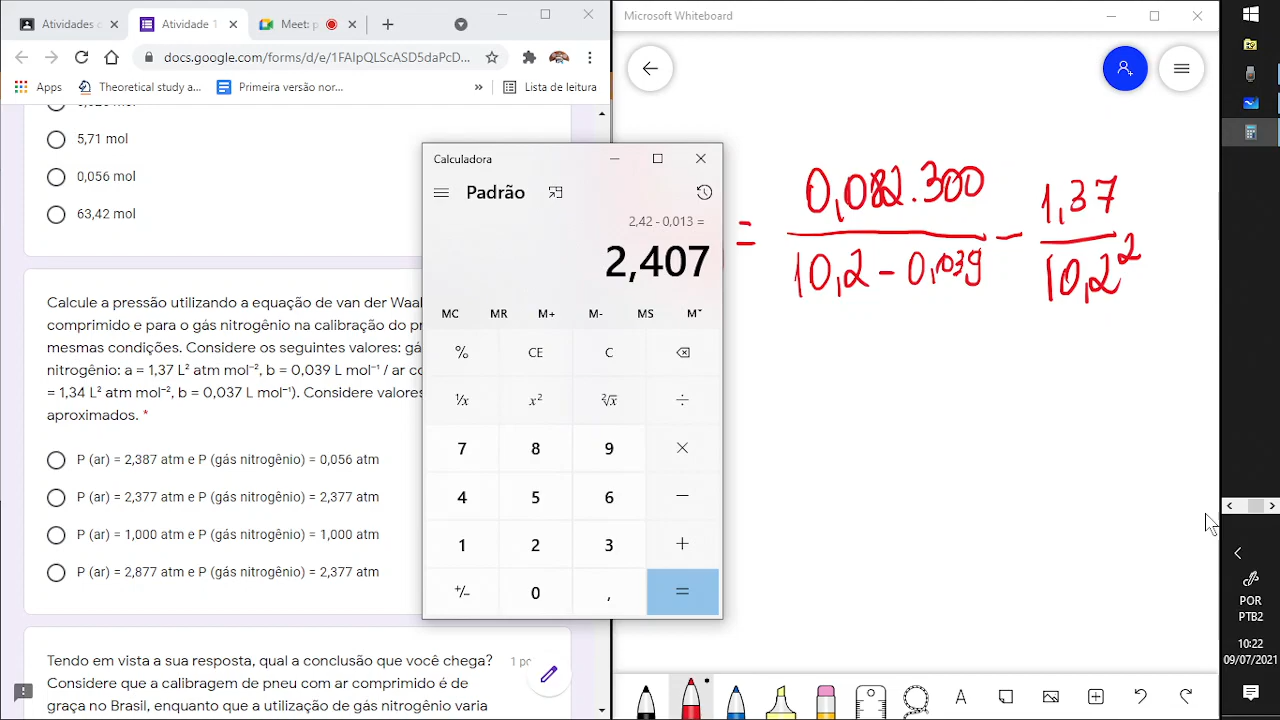 Atividades c
Atividade 1
Meet: p
docs.google.com/forms/d/e/1FAIpQLScASD5daPcD...
Apps
Theoretical study a...
Primeira versão nor...
»
Lista de leitura
5,71 mol
0,056 mol
63,42 mol
Calcule a pressão utilizando a equação de van der Waal
comprimido e para o gás nitrogênio na calibração do pr
mesmas condições. Considere os seguintes valores: gá
nitrogênio: a = 1,37 L² atm mol⁻², b = 0,039 L mol⁻¹ / ar co
= 1,34 L² atm mol⁻², b = 0,037 L mol⁻¹). Considere valores
aproximados. *
P (ar) = 2,387 atm e P (gás nitrogênio) = 0,056 atm
P (ar) = 2,377 atm e P (gás nitrogênio) = 2,377 atm
P (ar) = 1,000 atm e P (gás nitrogênio) = 1,000 atm
P (ar) = 2,877 atm e P (gás nitrogênio) = 2,377 atm
Tendo em vista a sua resposta, qual a conclusão que você chega?
1 po
Considere que a calibragem de pneu com ar comprimido é de
graça no Brasil, enquanto que a utilização de gás nitrogênio varia
Calculadora
Padrão
2,42 - 0,013 =
2,407
MC MR M+ M- MS M˅
% CE C
¹/x x² ²√x ÷
7 8 9 ×
4 5 6 −
1 2 3 +
+/- 0 , =
Microsoft Whiteboard
0,082.300 1,37
= −
10,2 - 0,039 10,2²
A
POR
PTB2
10:22
09/07/2021